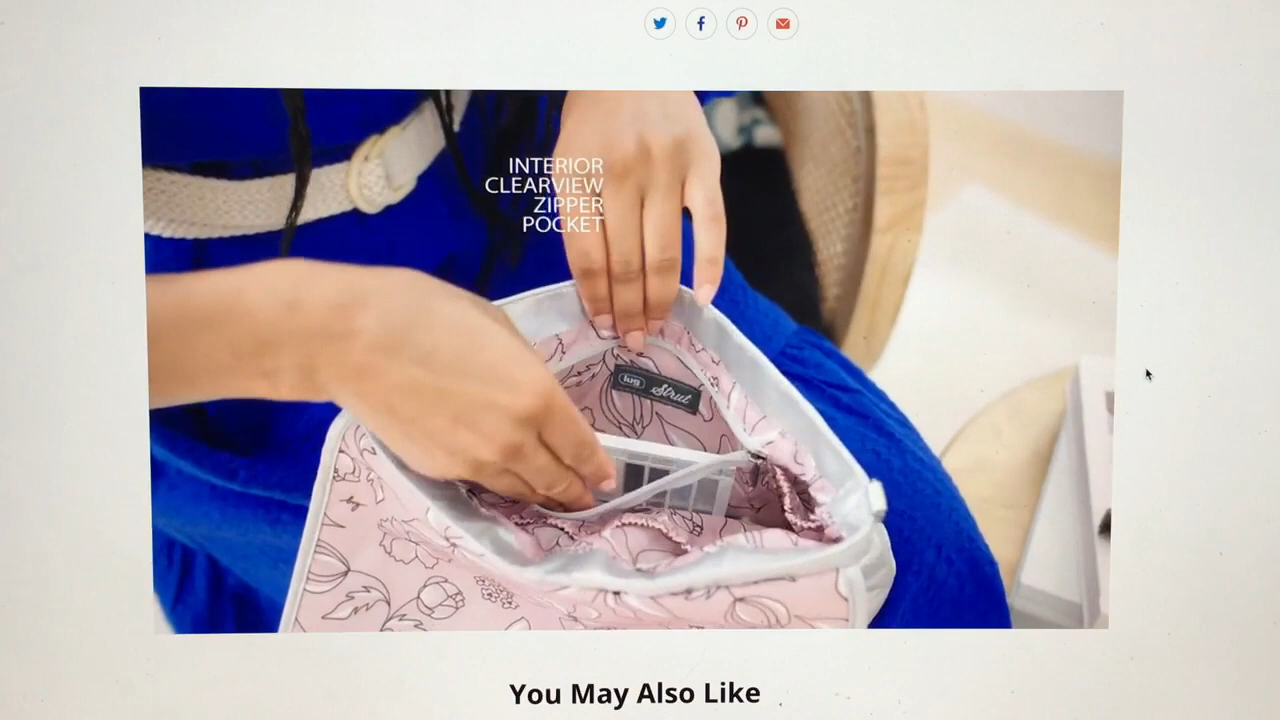 INTERIOR
CLEARVIEW
ZIPPER
POCKET
lug Strut
You May Also Like